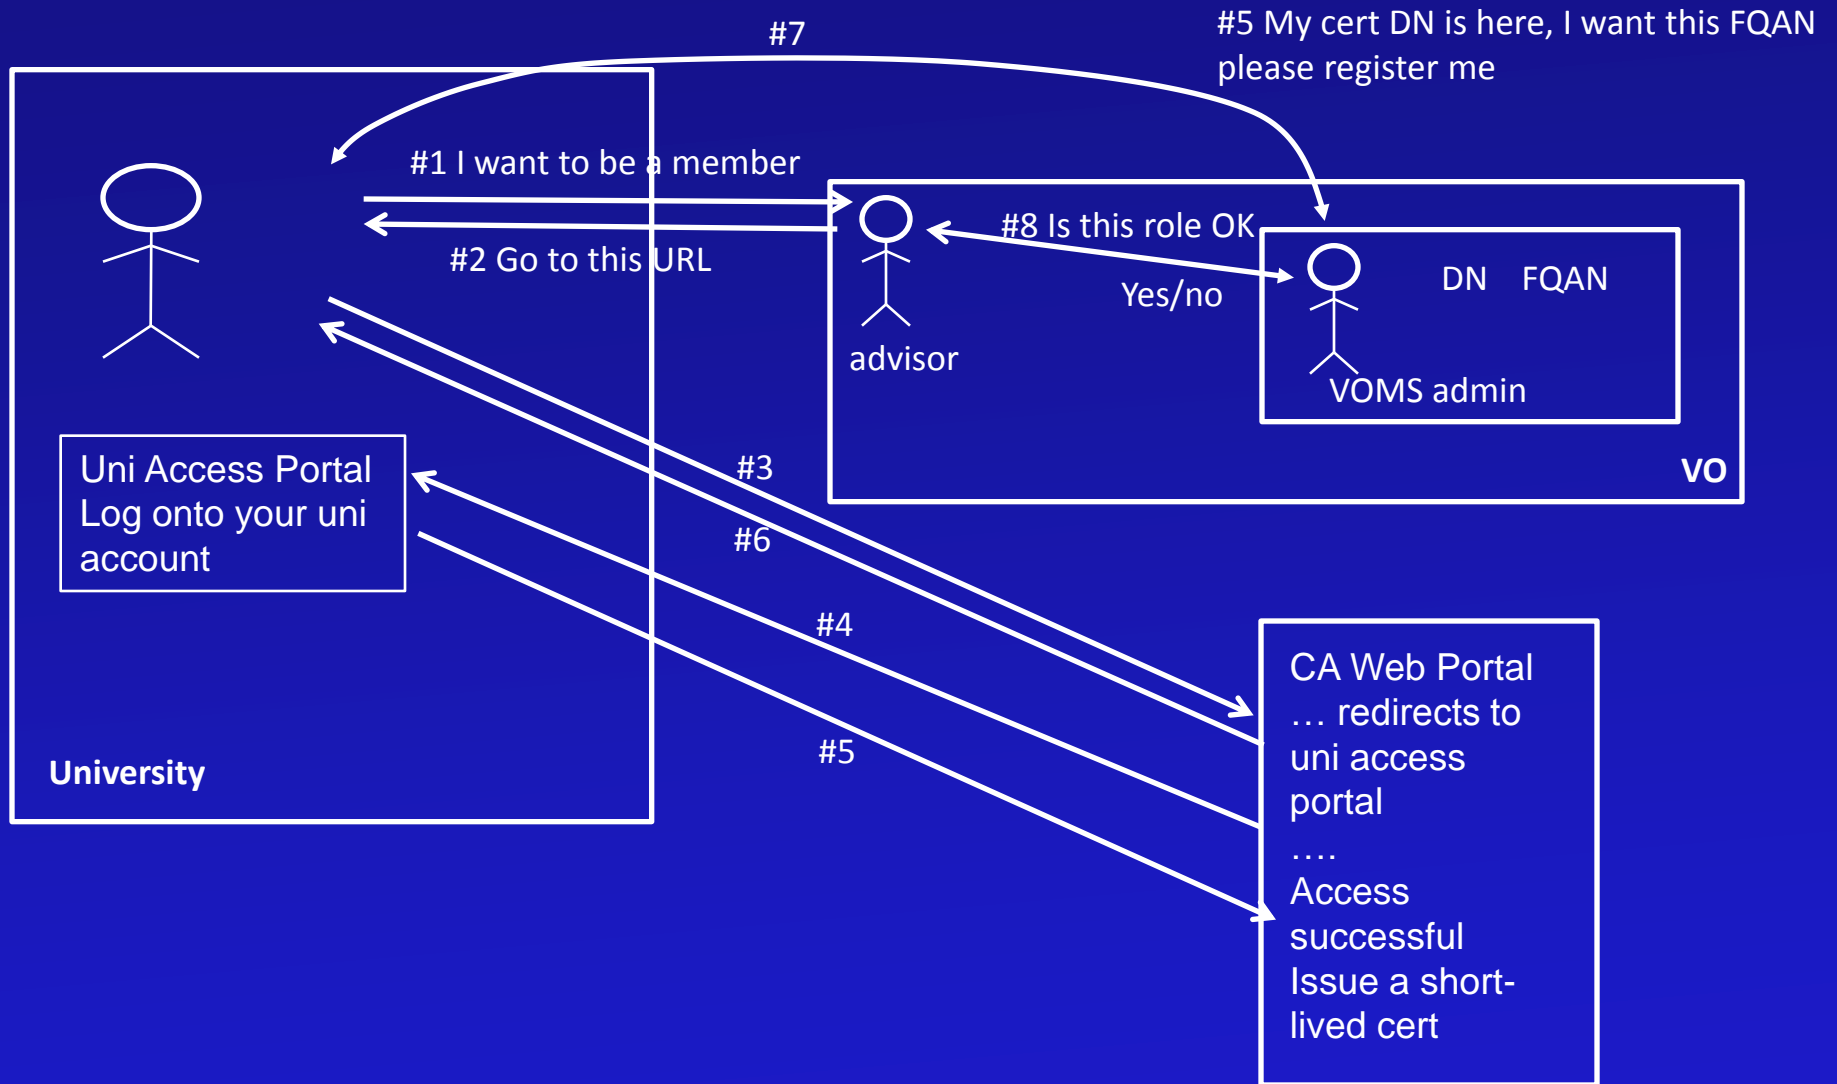 #7
#5 My cert DN is here, I want this FQAN
please register me
#1 I want to be a member
#2 Go to this URL
#8 Is this role OK
Yes/no
DN FQAN
advisor
VOMS admin
VO
Uni Access Portal
Log onto your uni
account
#3
#6
#4
#5
University
CA Web Portal
… redirects to
uni access
portal
….
Access
successful
Issue a short-
lived cert